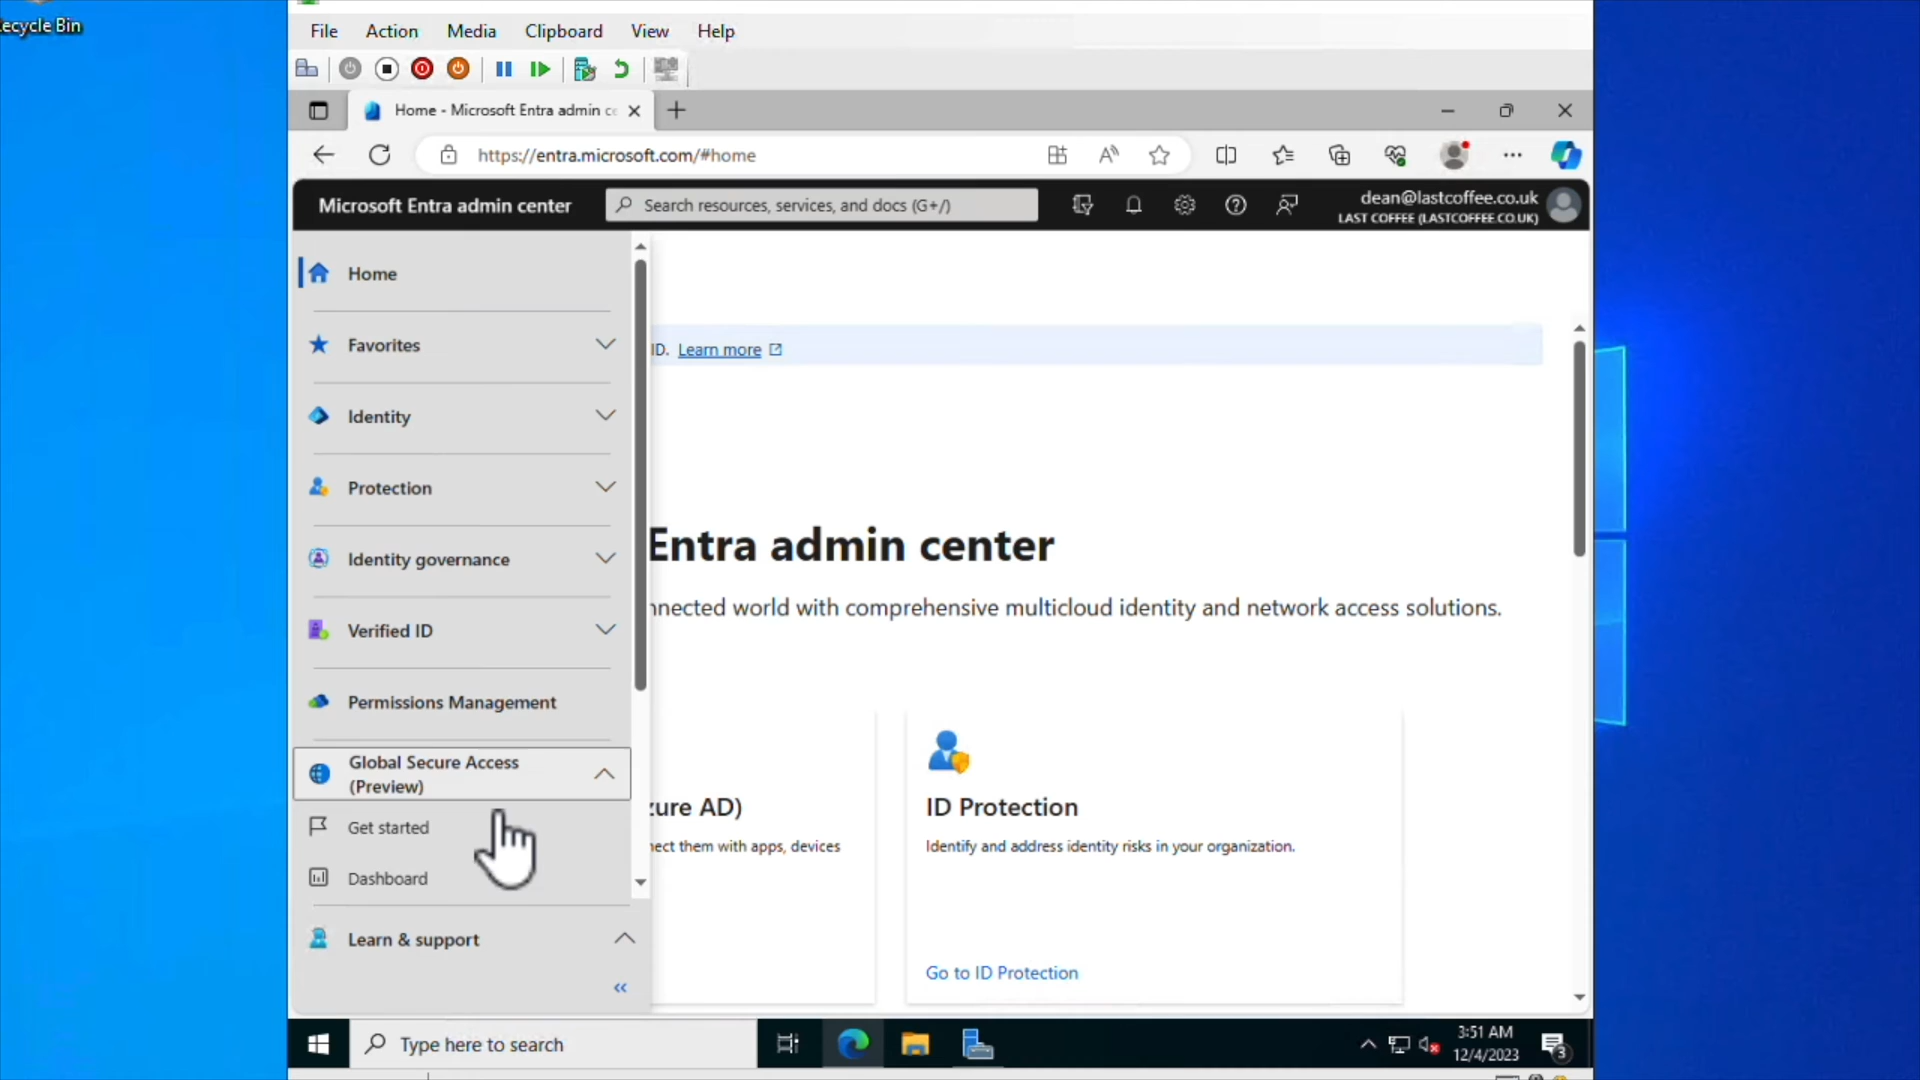 Recycle Bin
File Action Media Clipboard View Help
Home - Microsoft Entra admin ce
https://entra.microsoft.com/#home
Microsoft Entra admin center
Search resources, services, and docs (G+/)
dean@lastcoffee.co.uk
LAST COFFEE (LASTCOFFEE.CO.UK)
Home
Favorites
ID. Learn more
Identity
Protection
Entra admin center
Identity governance
nnected world with comprehensive multicloud identity and network access solutions.
Verified ID
Permissions Management
Global Secure Access
(Preview)
Get started
Dashboard
zure AD)
nect them with apps, devices
ID Protection
Identify and address identity risks in your organization.
Go to ID Protection
Learn & support
Type here to search
3:51 AM
12/4/2023
3